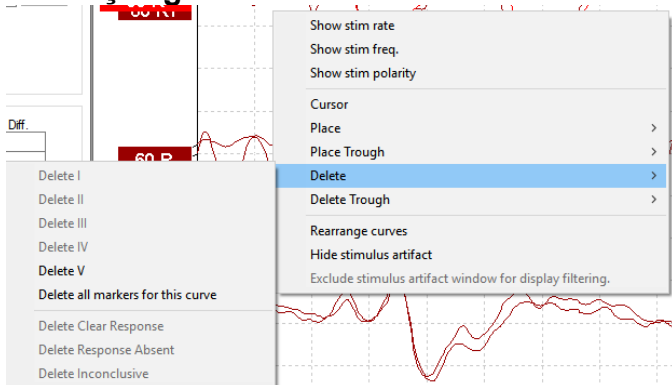 Show stim rate
Show stim freq.
Show stim polarity
Cursor
Diff.
Place
Place Trough
Delete
Delete Trough
Rearrange curves
Hide stimulus artifact
Exclude stimulus artifact window for display filtering.
Delete I
Delete II
Delete III
Delete IV
Delete V
Delete all markers for this curve
Delete Clear Response
Delete Response Absent
Delete Inconclusive